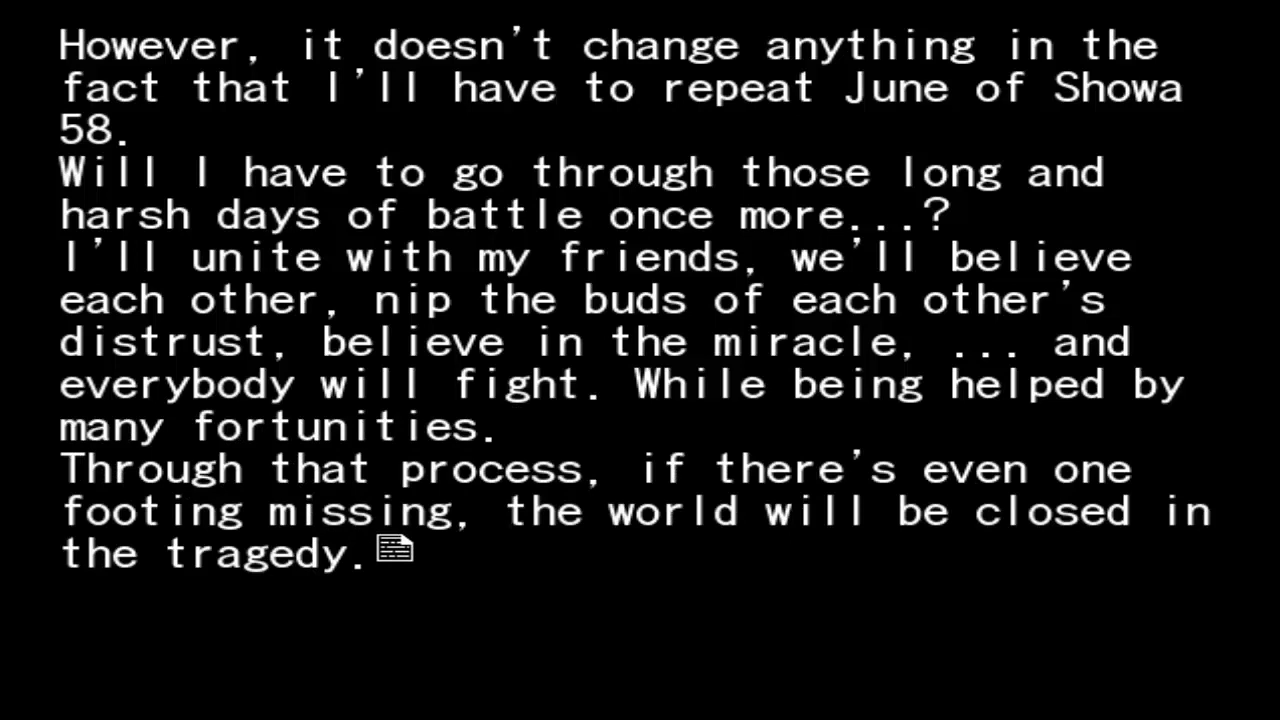 However, it doesn't change anything in the
fact that I'll have to repeat June of Showa
58.
Will I have to go through those long and
harsh days of battle once more...?
I'll unite with my friends, we'll believe
each other, nip the buds of each other's
distrust, believe in the miracle, ... and
everybody will fight. While being helped by
many fortunities.
Through that process, if there's even one
footing missing, the world will be closed in
the tragedy.